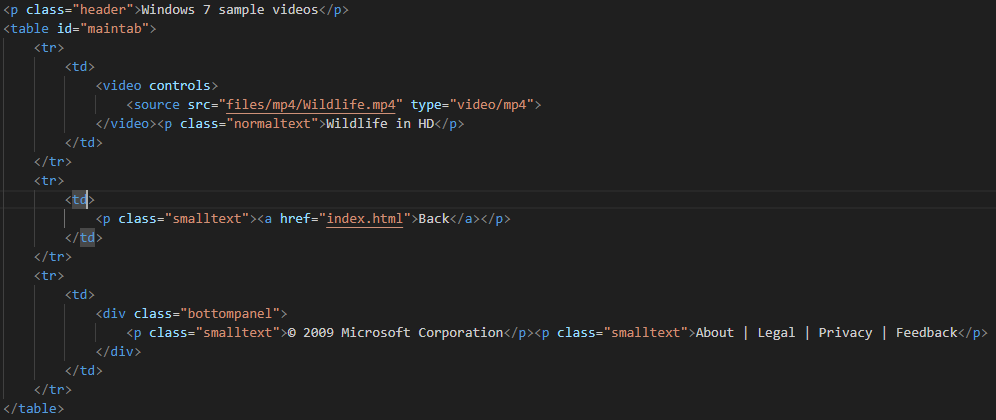 <p class="header">Windows 7 sample videos</p>
<table id="maintab">
    <tr>
        <td>
            <video controls>
                <source src="files/mp4/Wildlife.mp4" type="video/mp4">
            </video><p class="normaltext">Wildlife in HD</p>
        </td>
    </tr>
    <tr>
        <td>
            <p class="smalltext"><a href="index.html">Back</a></p>
        </td>
    </tr>
    <tr>
        <td>
            <div class="bottompanel">
                <p class="smalltext">© 2009 Microsoft Corporation</p><p class="smalltext">About | Legal | Privacy | Feedback</p>
            </div>
        </td>
    </tr>
</table>